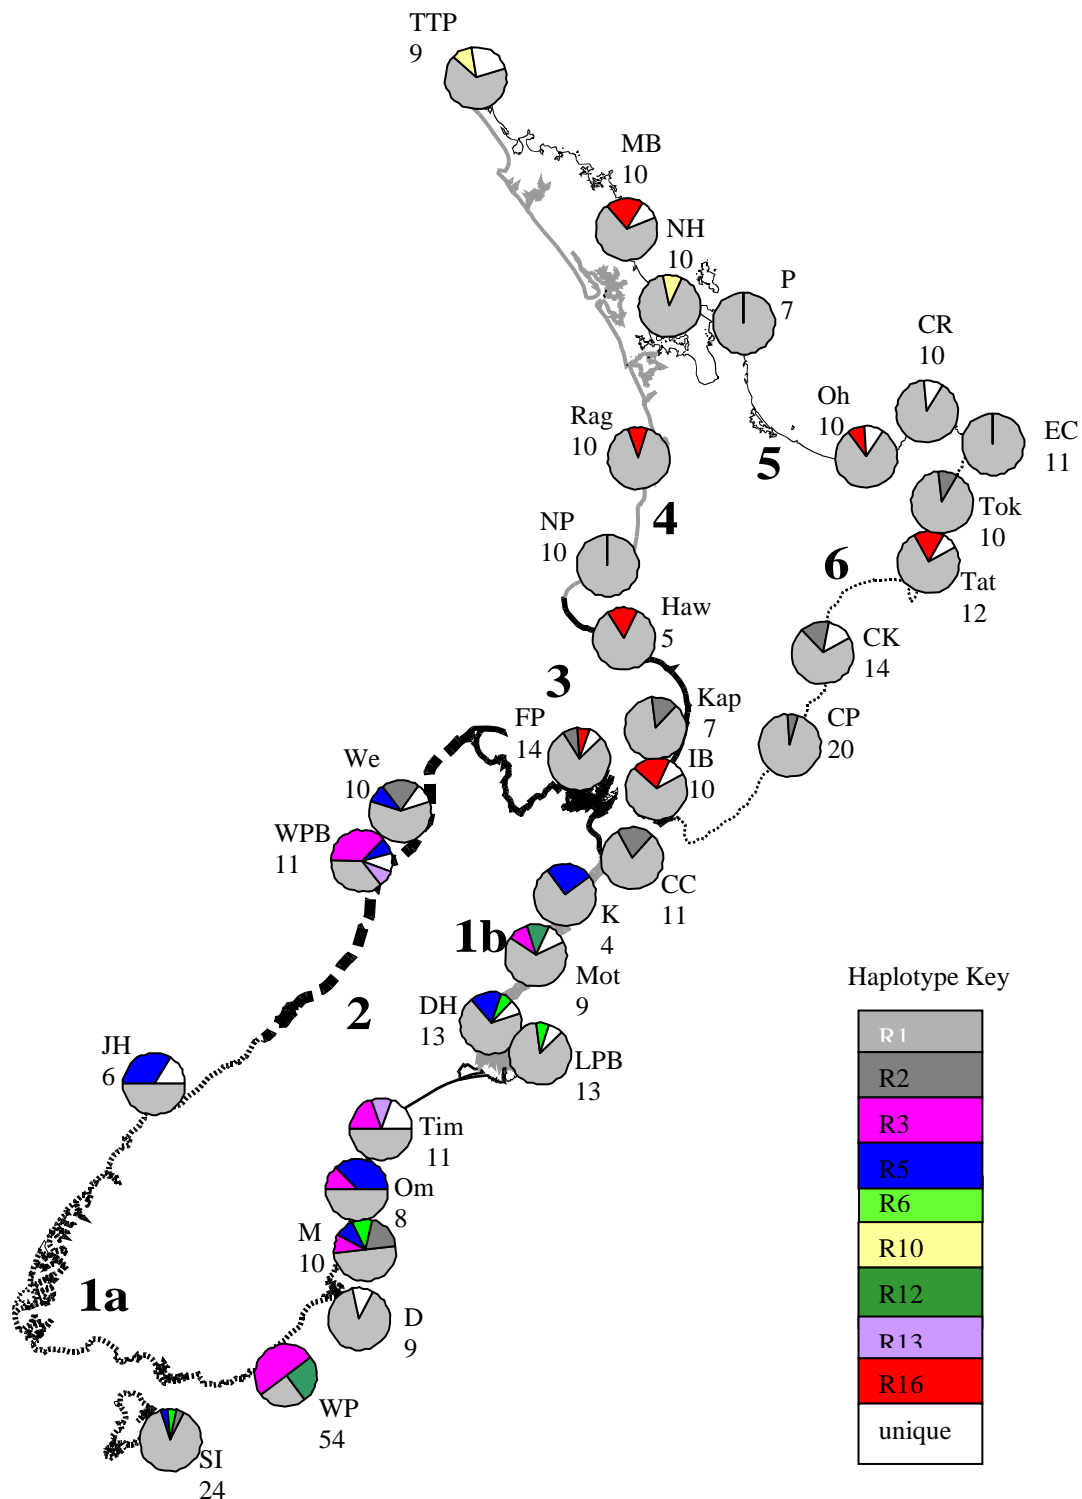 TTP
9
MB
10
NH
10
P
7
CR
10
Oh
10
EC
11
Rag
10
5
Tok
10
4
NP
10
6
Tat
12
Haw
5
CK
14
3
Kap
7
FP
14
CP
20
IB
10
We
10
WPB
11
CC
11
K
4
1b
Mot
9
Haplotype Key
2
DH
13
R1
JH
6
LPB
13
R2
R3
Tim
11
R5
Om
8
R6
M
10
R10
1a
R12
D
9
R13
R16
WP
54
unique
SI
24